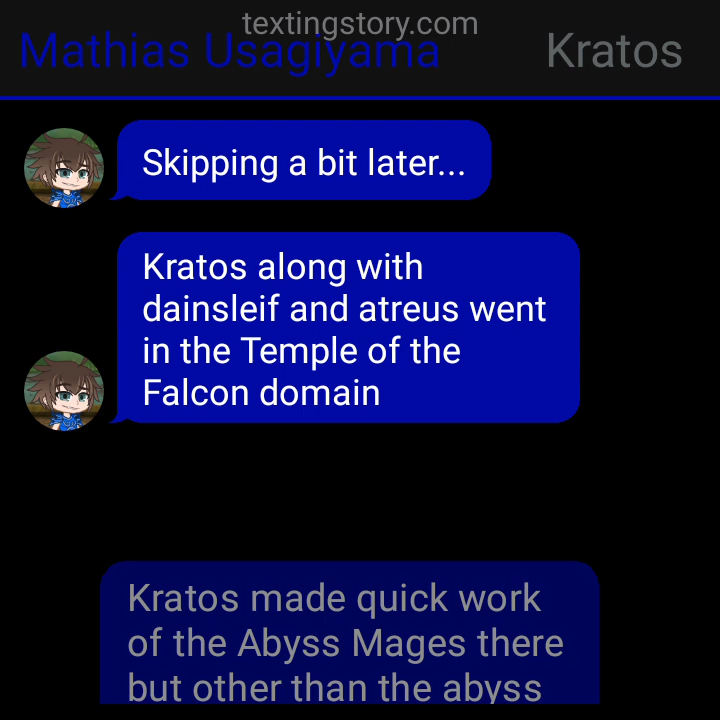 textingstory.com
Mathias Usagiyama Kratos
Skipping a bit later...
Kratos along with
dainsleif and atreus went
in the Temple of the
Falcon domain
Kratos made quick work
of the Abyss Mages there
but other than the abyss